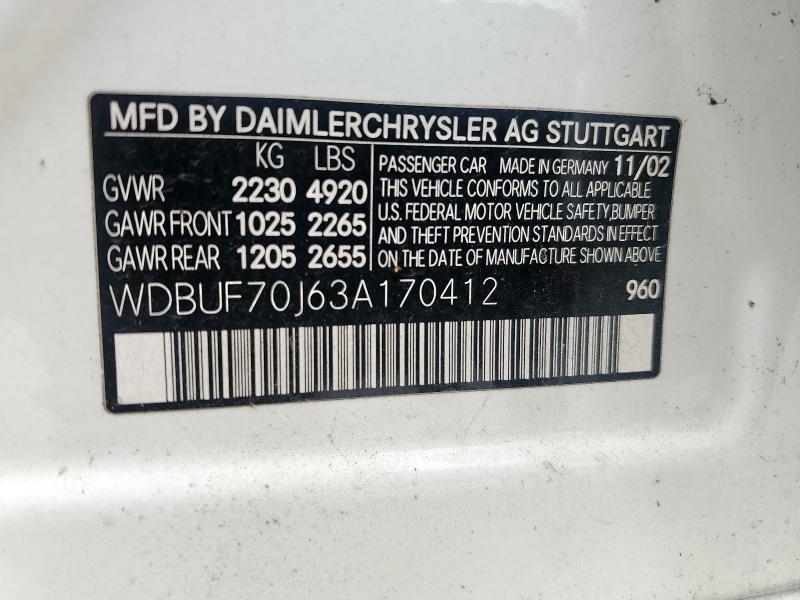 MFD BY DAIMLERCHRYSLER AG STUTTGART
KG LBS
GVWR 2230 4920
GAWR FRONT 1025 2265
GAWR REAR 1205 2655
PASSENGER CAR MADE IN GERMANY 11/02
THIS VEHICLE CONFORMS TO ALL APPLICABLE
U.S. FEDERAL MOTOR VEHICLE SAFETY,BUMPER
AND THEFT PREVENTION STANDARDS IN EFFECT
ON THE DATE OF MANUFACTURE SHOWN ABOVE
WDBUF70J63A170412 960